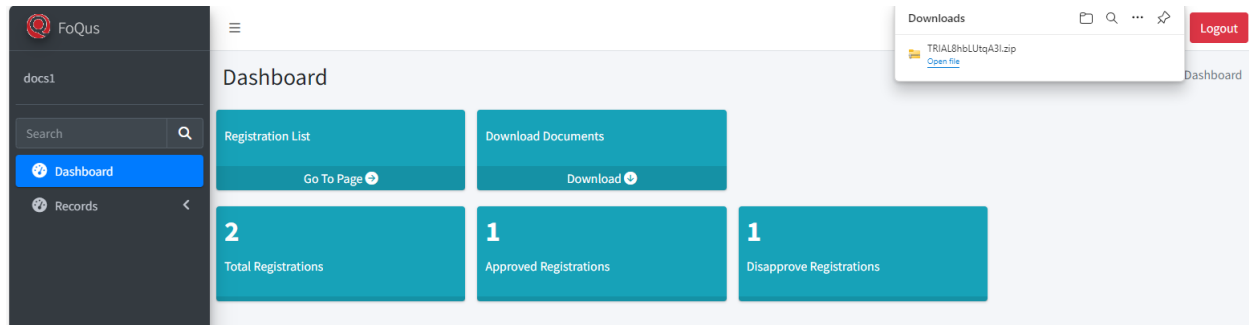 FoQus
docs1
Search
Dashboard
Records
Downloads
TRIAL8hbLUtqA3I.zip
Open file
Logout
Dashboard
Dashboard
Registration List
Go To Page
Download Documents
Download
2
Total Registrations
1
Approved Registrations
1
Disapprove Registrations